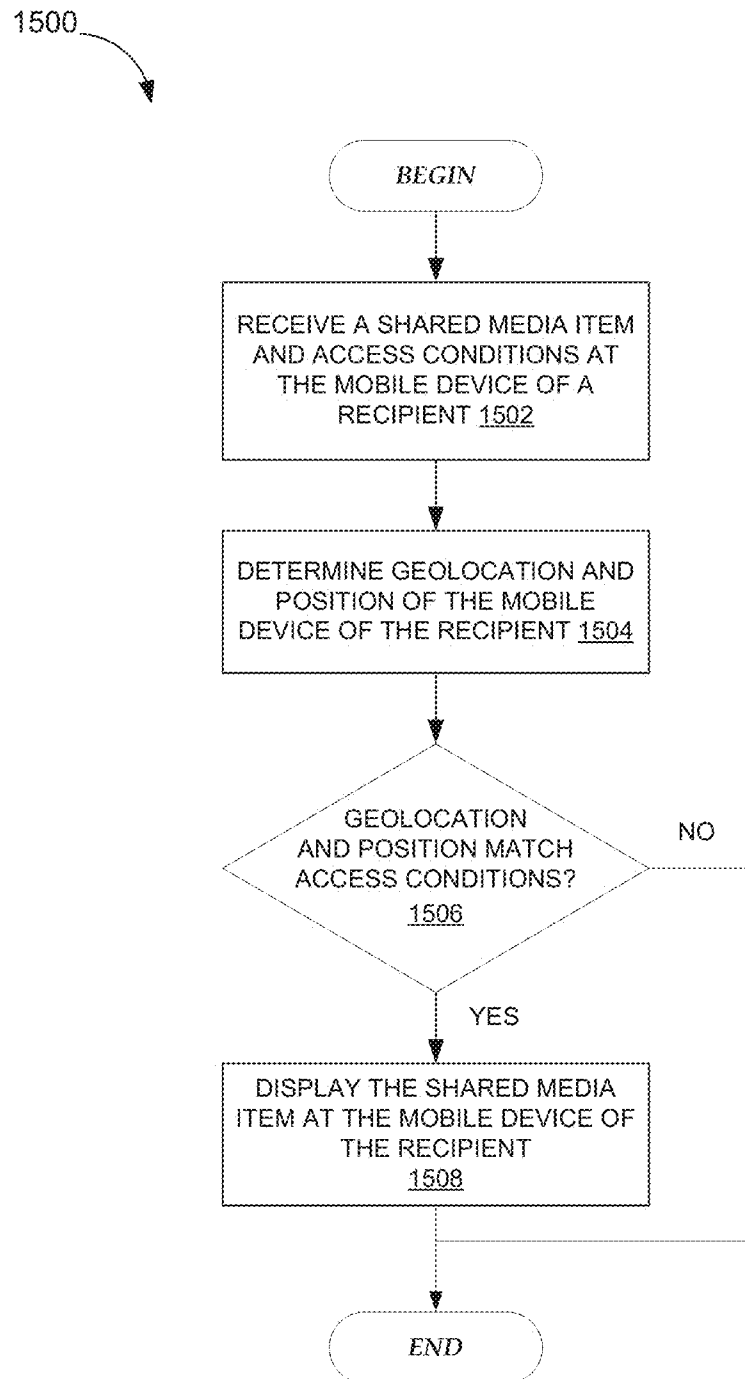 1500
BEGIN
RECEIVE A SHARED MEDIA ITEM
AND ACCESS CONDITIONS AT
THE MOBILE DEVICE OF A
RECIPIENT 1502
DETERMINE GEOLOCATION AND
POSITION OF THE MOBILE
DEVICE OF THE RECIPIENT 1504
GEOLOCATION
AND POSITION MATCH
ACCESS CONDITIONS?
1506
NO
YES
DISPLAY THE SHARED MEDIA
ITEM AT THE MOBILE DEVICE OF
THE RECIPIENT
1508
END